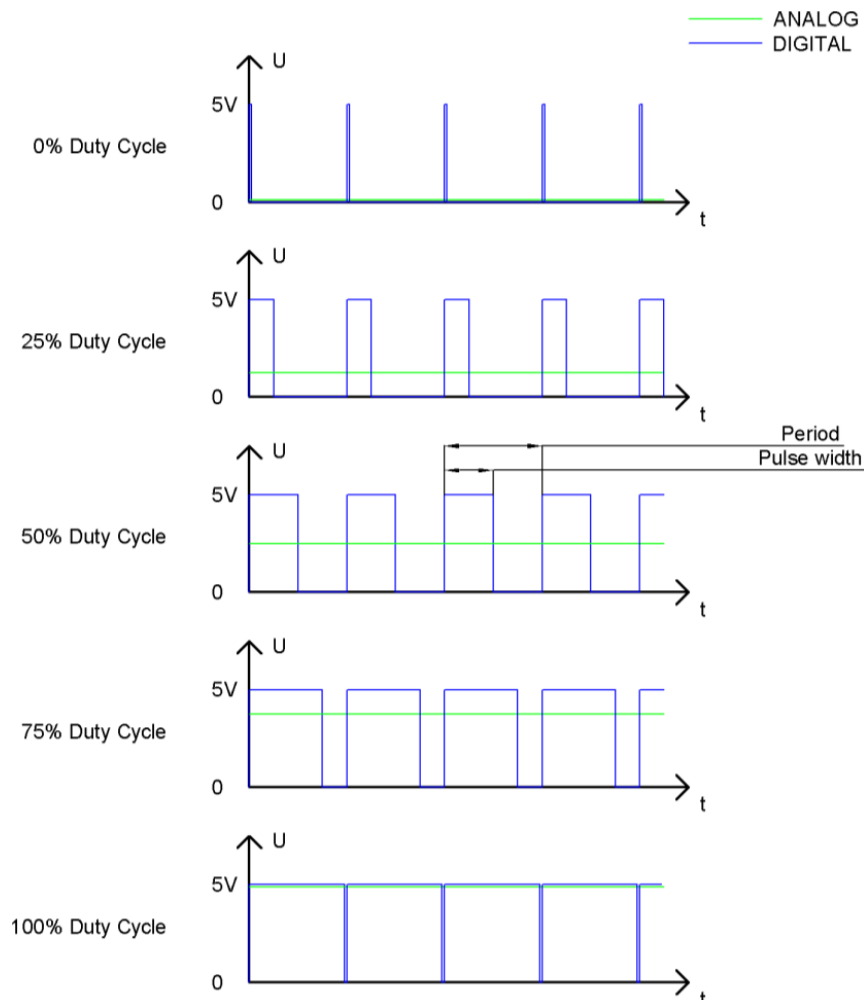 ANALOG
DIGITAL
U
5V
0% Duty Cycle
0
t
U
5V
25% Duty Cycle
0
t
Period
U
Pulse width
5V
50% Duty Cycle
0
t
U
5V
75% Duty Cycle
0
t
U
5V
100% Duty Cycle
0
t